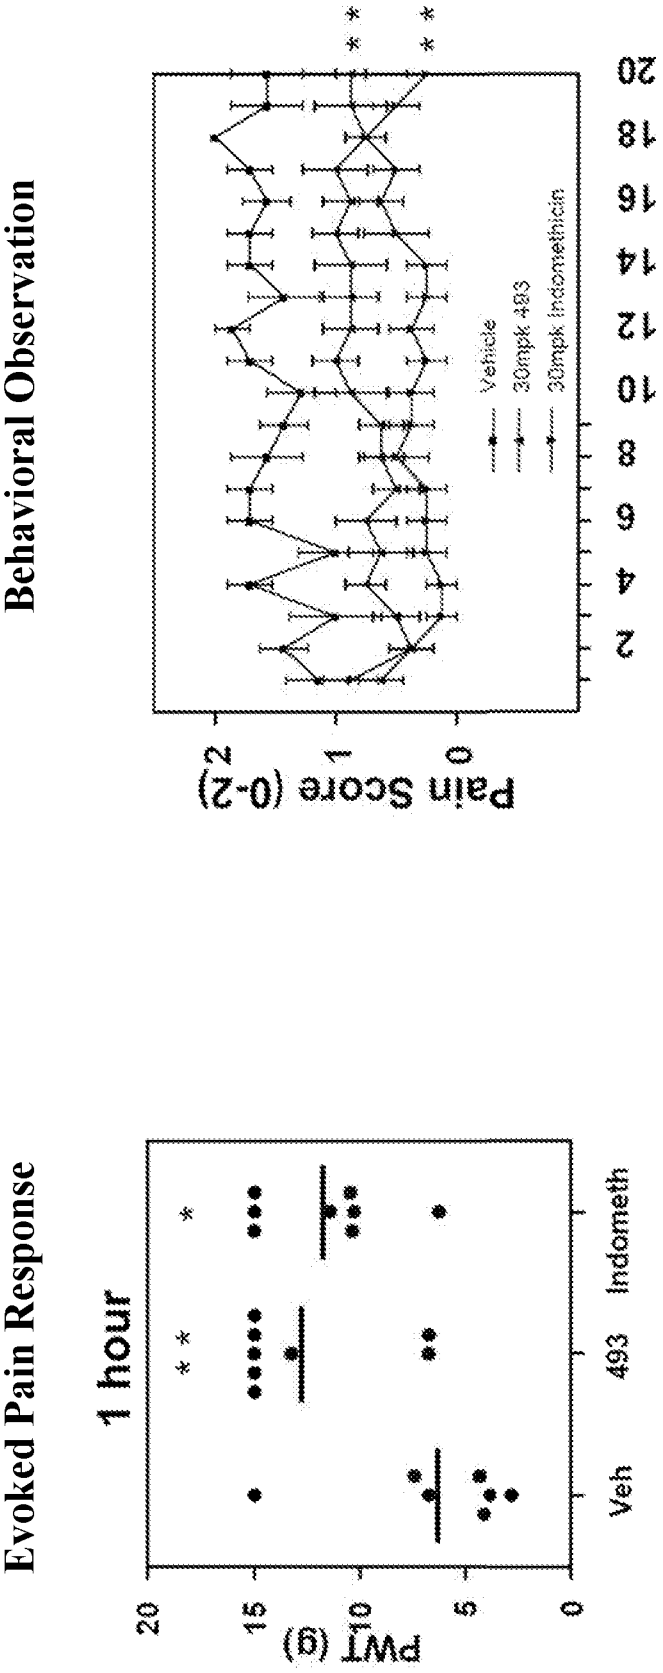 Evoked Pain Response
1 hour
* *
*
20
15
10
5
0
PWT (g)
Veh
493
Indometh
Behavioral Observation
* *
* *
2
1
0
Pain Score (0-2)
Vehicle
30mpk 493
30mpk Indomethicin
2
4
6
8
10
12
14
16
18
20